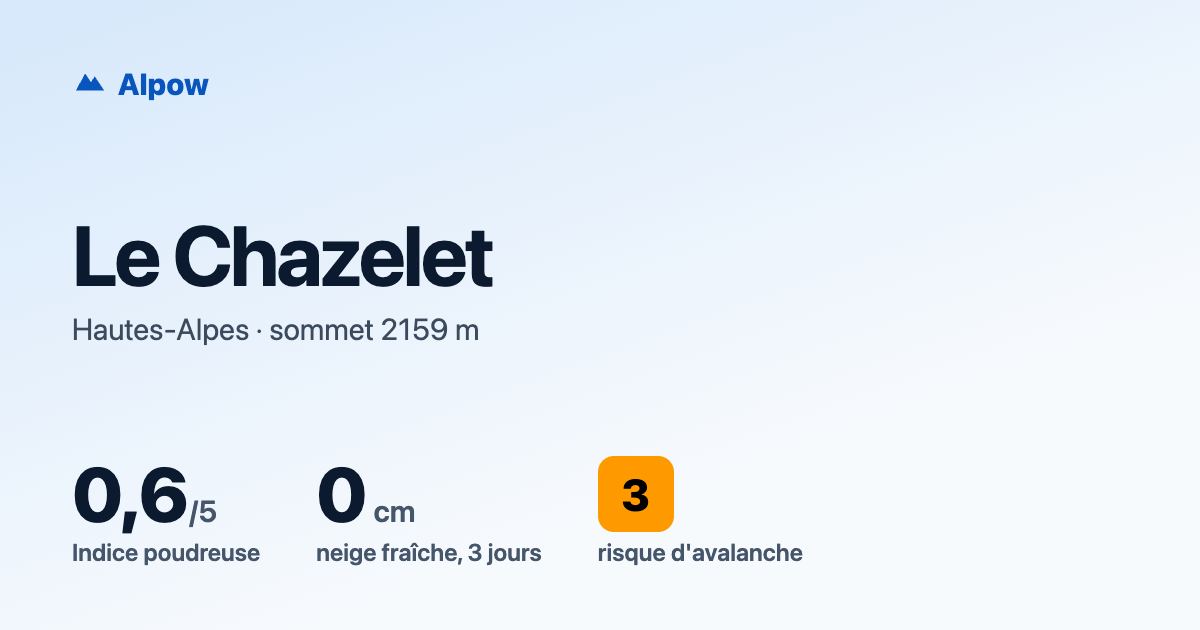 Alpow
Le Chazelet
Hautes-Alpes · sommet 2159 m
0,6/5
Indice poudreuse
0 cm
neige fraîche, 3 jours
3
risque d'avalanche